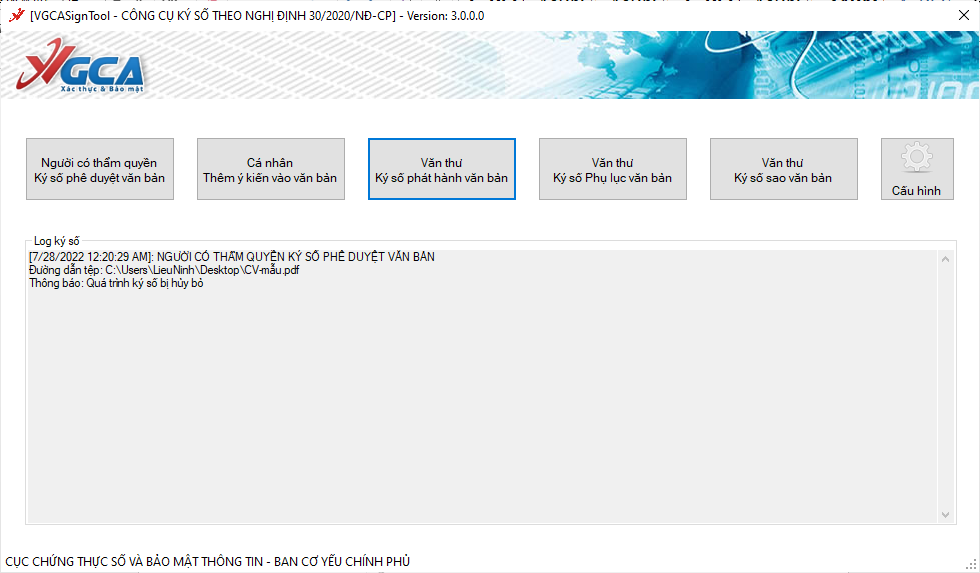 [VGCASignTool - CÔNG CỤ KÝ SỐ THEO NGHỊ ĐỊNH 30/2020/NĐ-CP] - Version: 3.0.0.0
VGCA
Xác thực & Bảo mật
Người có thẩm quyền
Ký số phê duyệt văn bản
Cá nhân
Thêm ý kiến vào văn bản
Văn thư
Ký số phát hành văn bản
Văn thư
Ký số Phụ lục văn bản
Văn thư
Ký số sao văn bản
Cấu hình
Log ký số
[7/28/2022 12:20:29 AM]: NGƯỜI CÓ THẨM QUYỀN KÝ SỐ PHÊ DUYỆT VĂN BẢN
Đường dẫn tệp: C:\Users\LieuNinh\Desktop\CV-mẫu.pdf
Thông báo: Quá trình ký số bị hủy bỏ
CỤC CHỨNG THỰC SỐ VÀ BẢO MẬT THÔNG TIN - BAN CƠ YẾU CHÍNH PHỦ